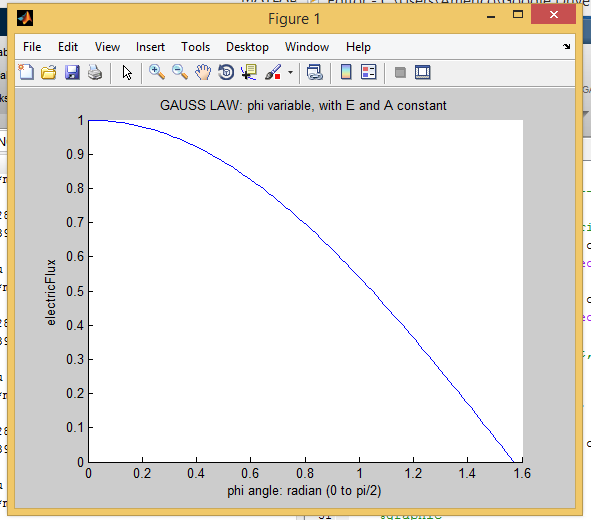 Figure 1
File Edit View Insert Tools Desktop Window Help
GAUSS LAW: phi variable, with E and A constant
1
0.9
0.8
0.7
0.6
0.5
0.4
0.3
0.2
0.1
0
electricFlux
0 0.2 0.4 0.6 0.8 1 1.2 1.4 1.6
phi angle: radian (0 to pi/2)